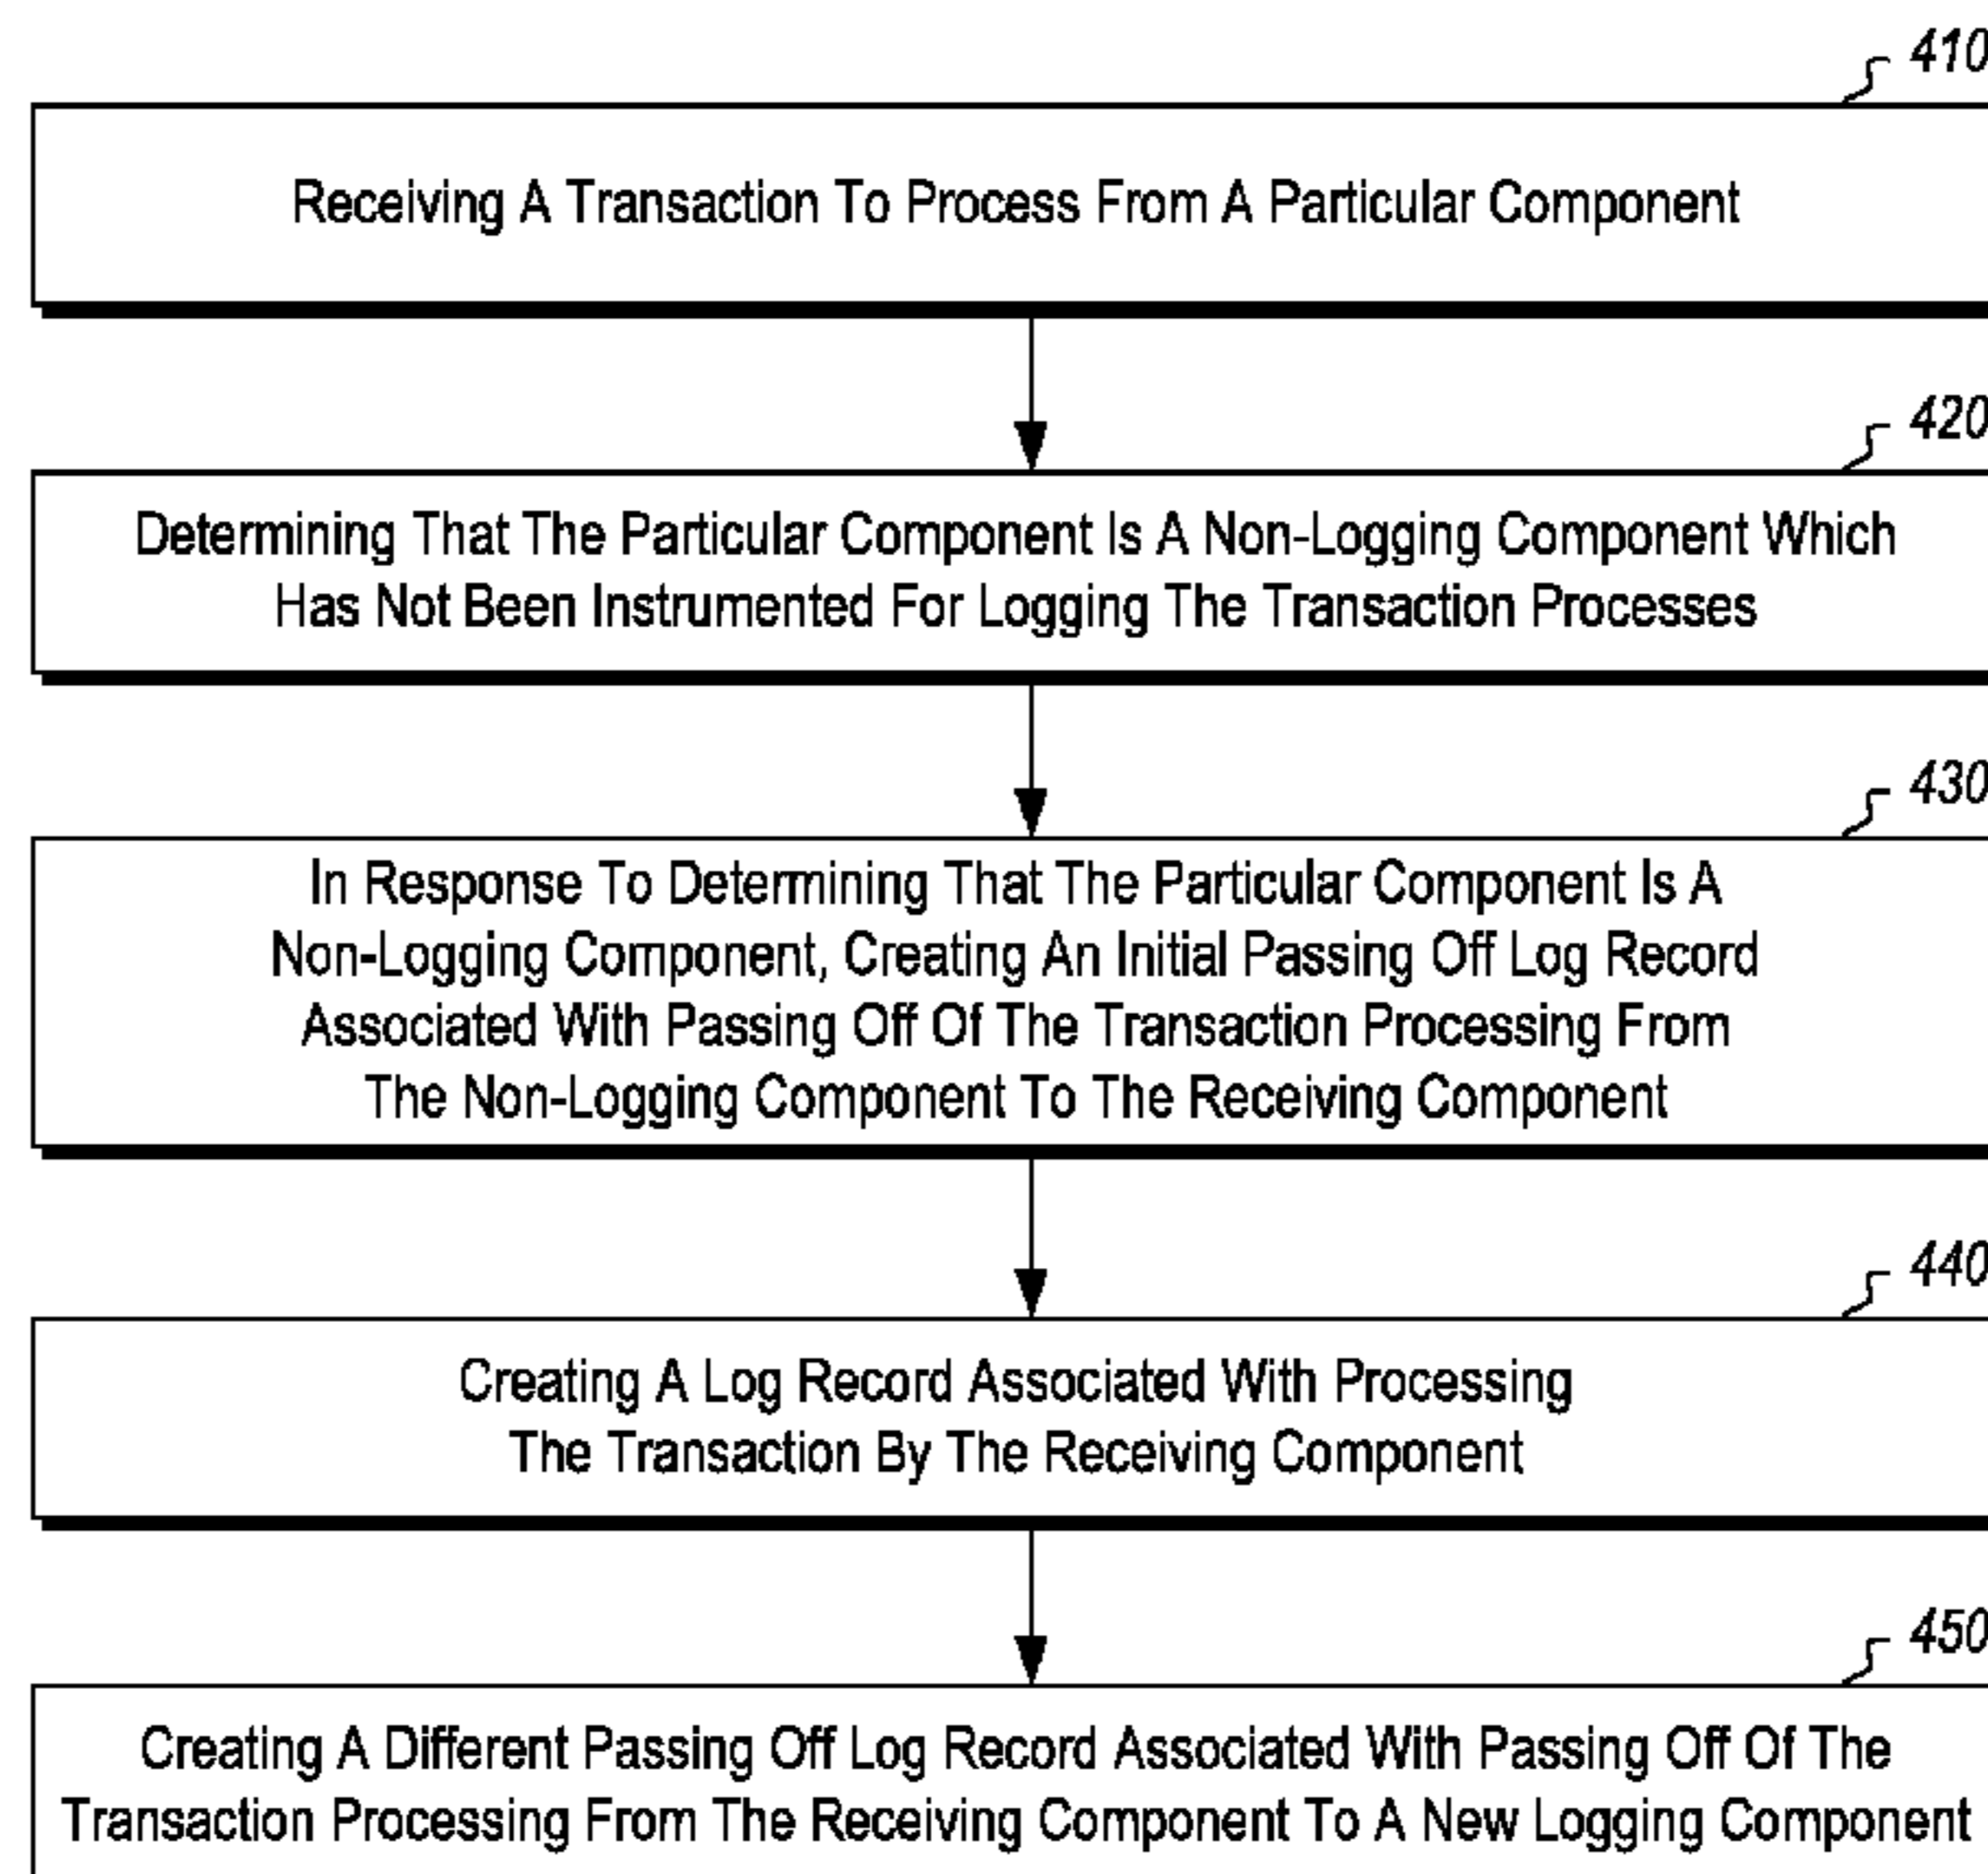 410
Receiving A Transaction To Process From A Particular Component
420
Determining That The Particular Component Is A Non-Logging Component Which
Has Not Been Instrumented For Logging The Transaction Processes
430
In Response To Determining That The Particular Component Is A
Non-Logging Component, Creating An Initial Passing Off Log Record
Associated With Passing Off Of The Transaction Processing From
The Non-Logging Component To The Receiving Component
440
Creating A Log Record Associated With Processing
The Transaction By The Receiving Component
450
Creating A Different Passing Off Log Record Associated With Passing Off Of The
Transaction Processing From The Receiving Component To A New Logging Component